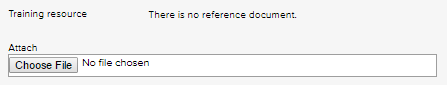 Training resource There is no reference document.
Attach
Choose File No file chosen